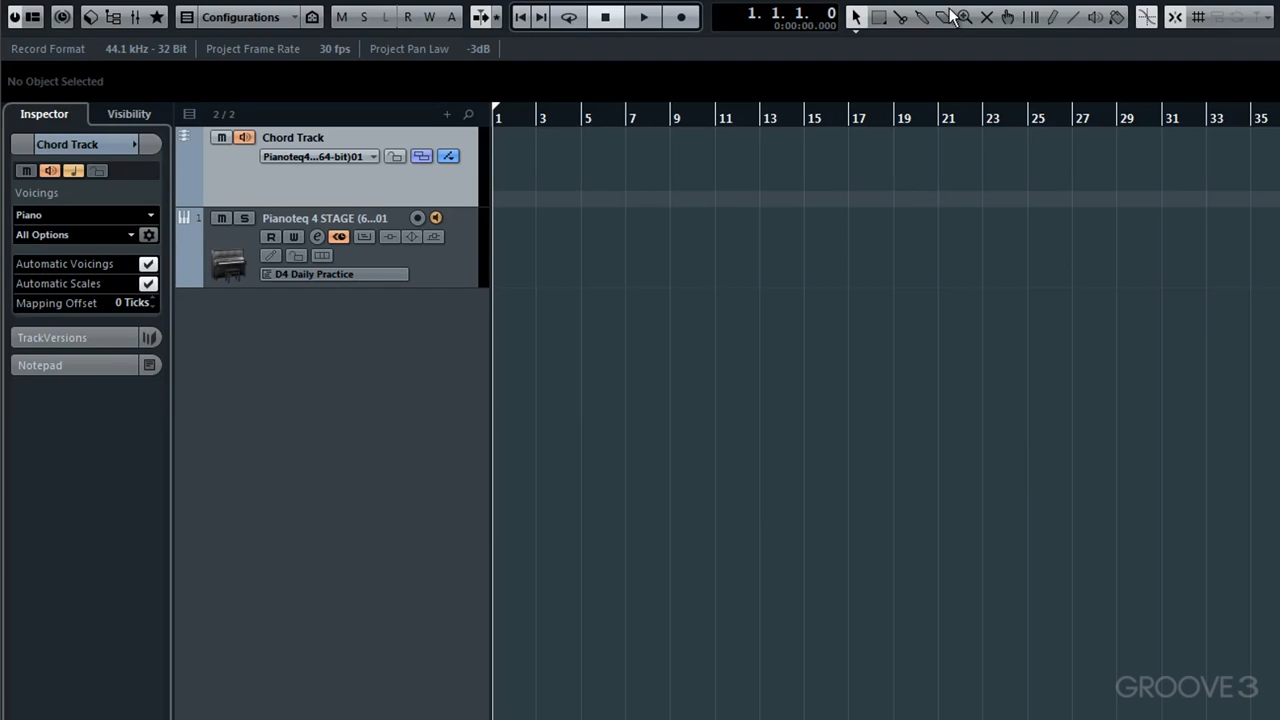 Configurations M S L R W A 1. 1. 1. 0
0:00:00.000
Record Format 44.1 kHz - 32 Bit Project Frame Rate 30 fps Project Pan Law -3dB
No Object Selected
Inspector Visibility 2 / 2 + 1 3 5 7 9 11 13 15 17 19 21 23 25 27 29 31 33 35
Chord Track m Chord Track
Pianoteq4...64-bit)01
m
Voicings
Piano 1 m S Pianoteq 4 STAGE (6...01
All Options R W e
Automatic Voicings
Automatic Scales D4 Daily Practice
Mapping Offset 0 Ticks
TrackVersions
Notepad
GROOVE3